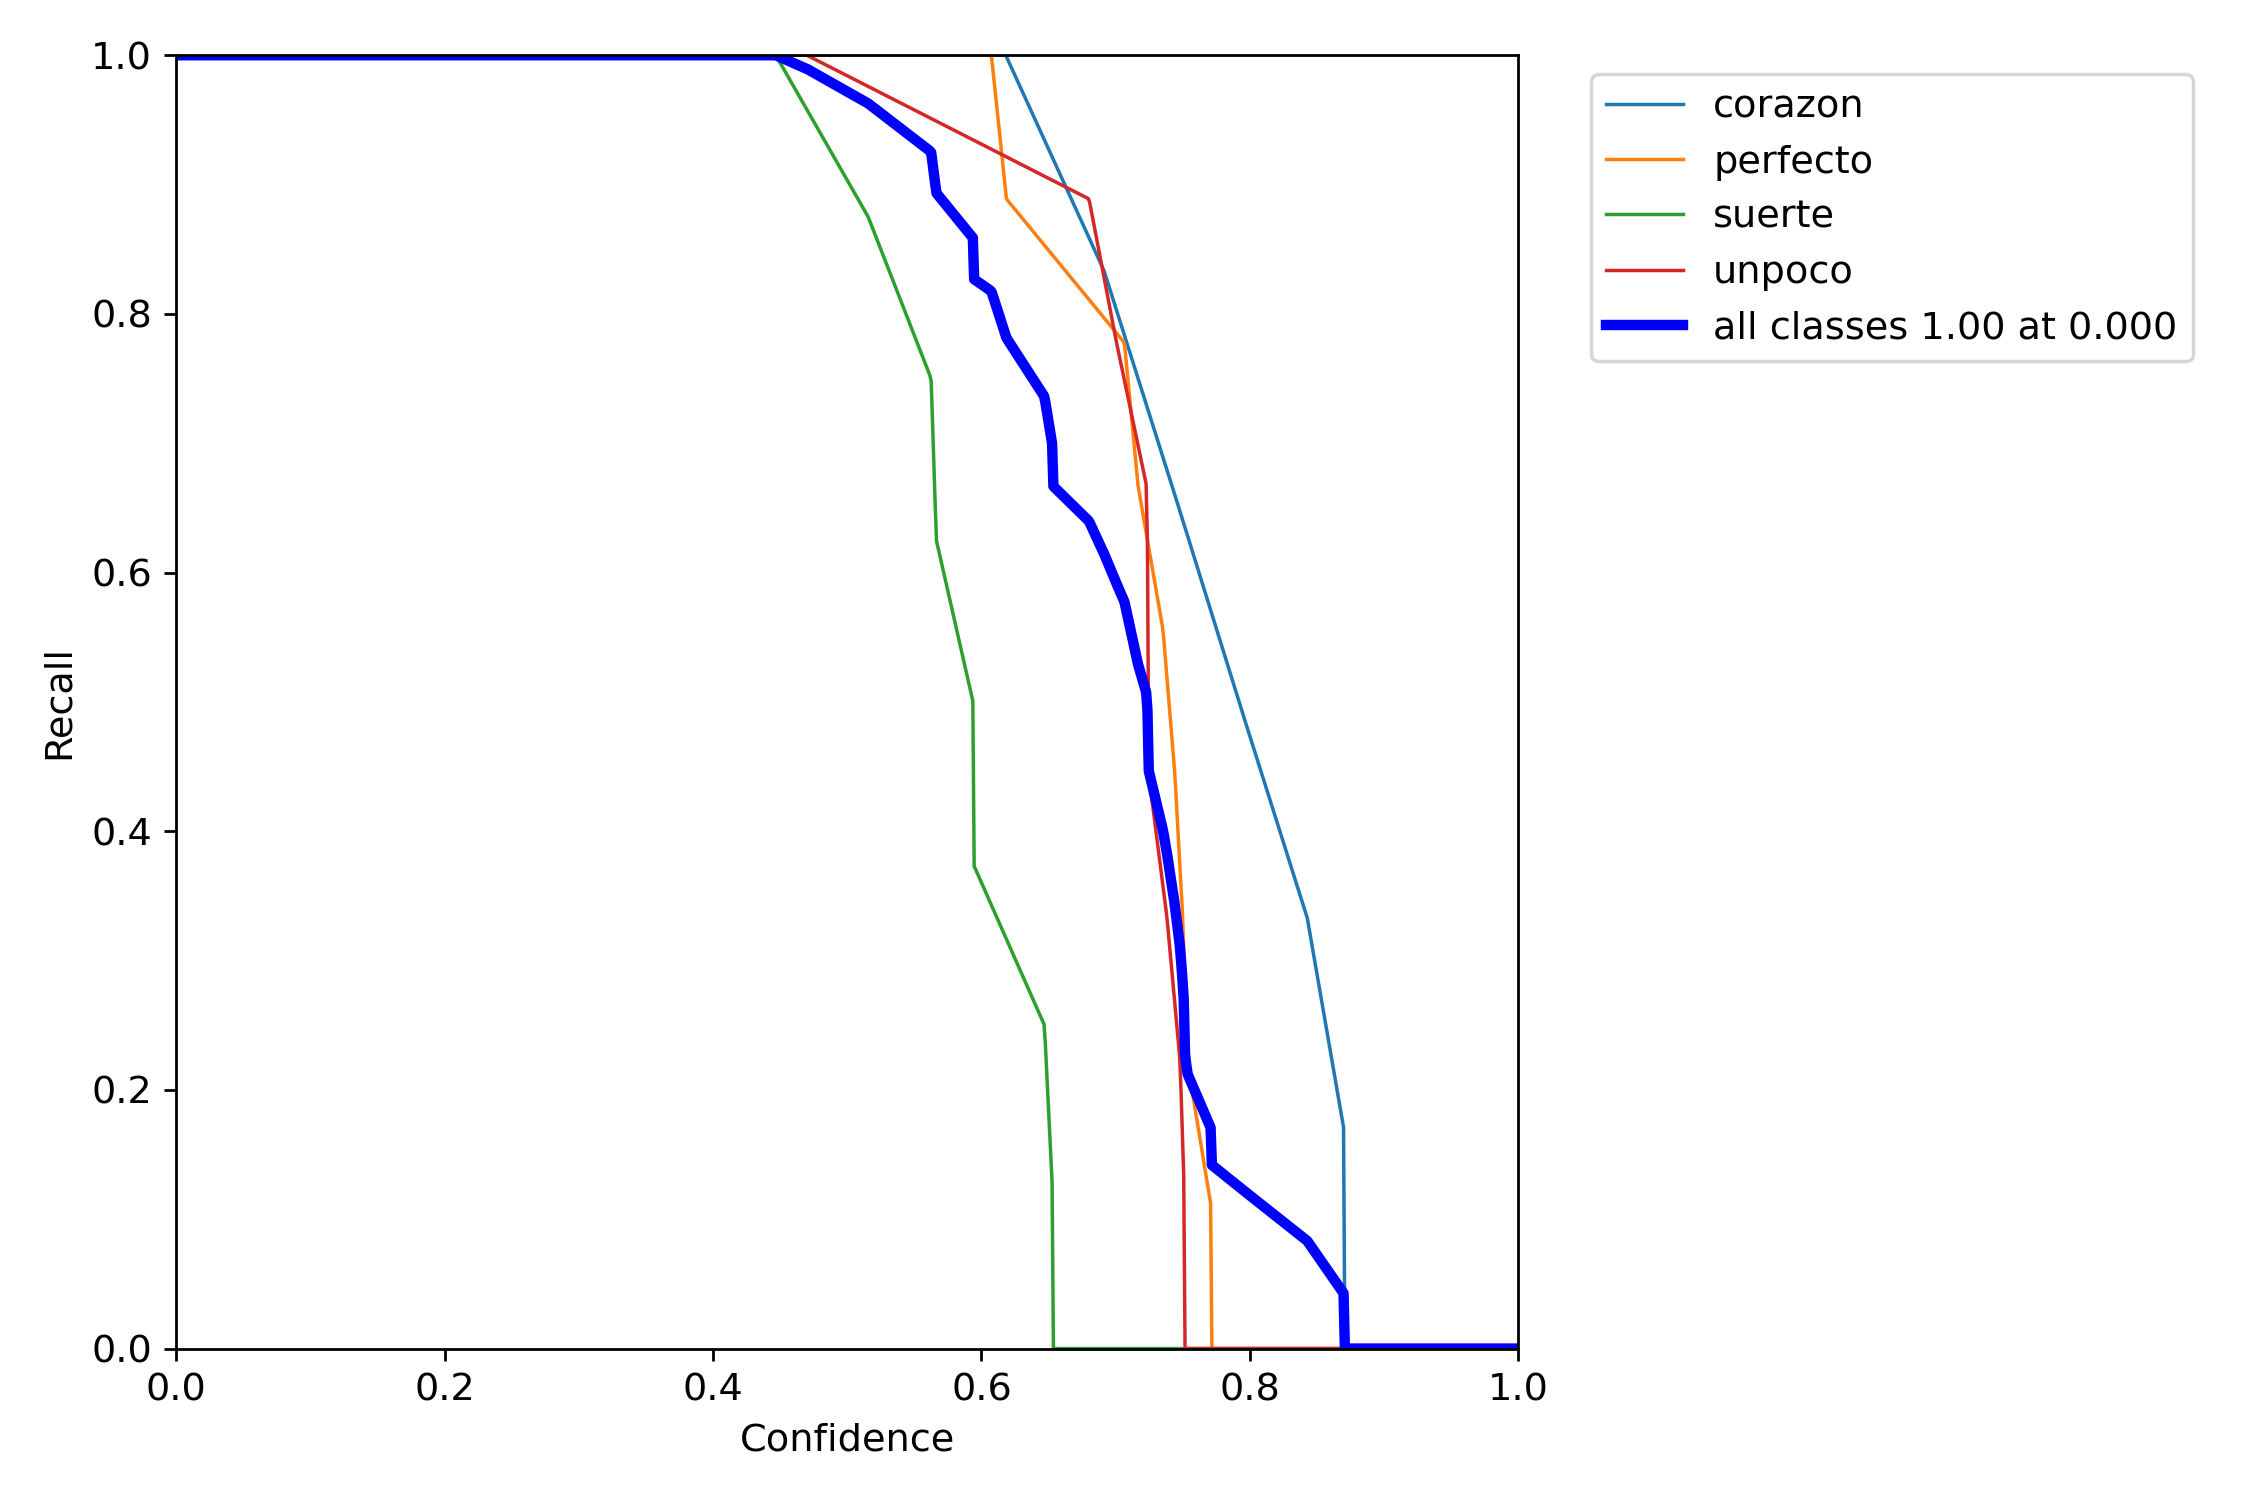 1.0
0.8
0.6
0.4
0.2
0.0
Recall
0.0 0.2 0.4 0.6 0.8 1.0
Confidence
corazon
perfecto
suerte
unpoco
all classes 1.00 at 0.000